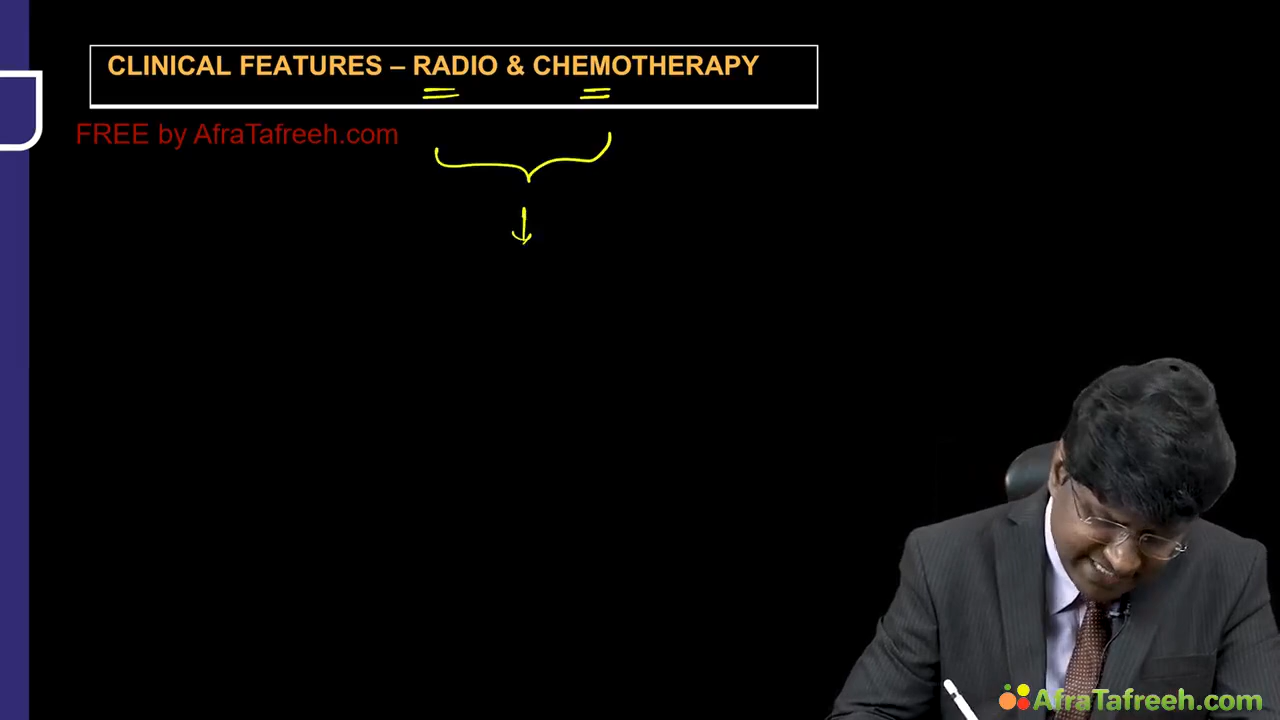 CLINICAL FEATURES – RADIO & CHEMOTHERAPY
FREE by AfraTafreeh.com
AfraTafreeh.com